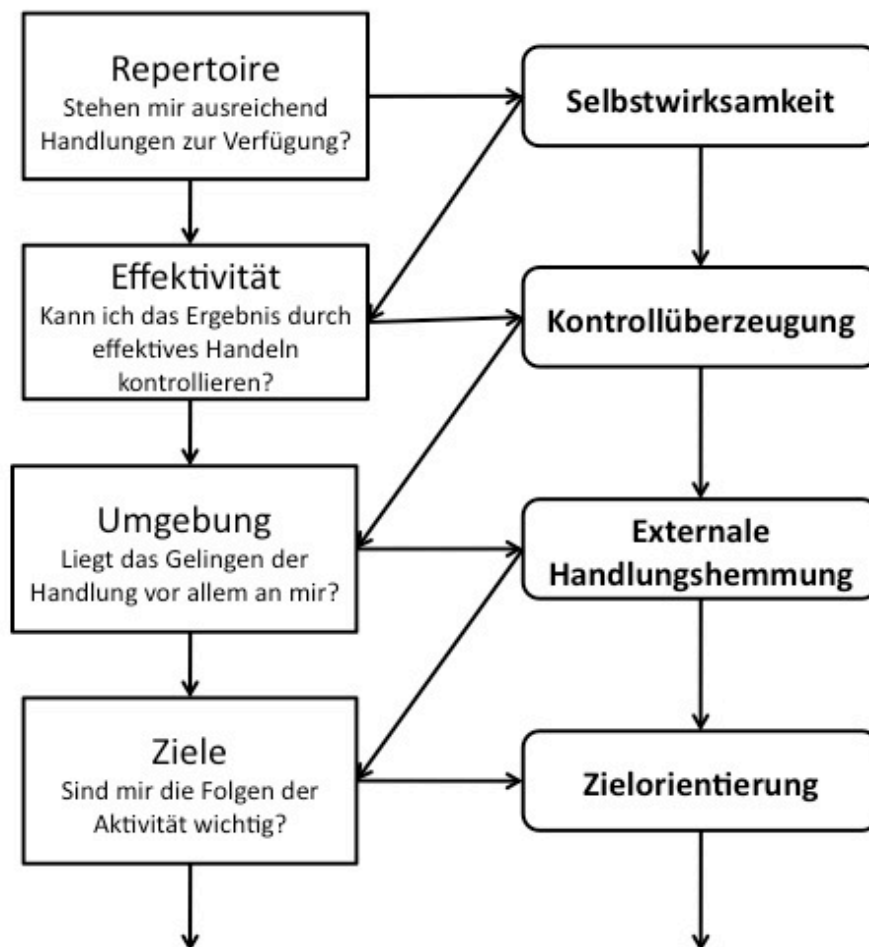 Repertoire
Stehen mir ausreichend
Handlungen zur Verfügung?
Selbstwirksamkeit
Effektivität
Kann ich das Ergebnis durch
effektives Handeln
kontrollieren?
Kontrollüberzeugung
Umgebung
Liegt das Gelingen der
Handlung vor allem an mir?
Externale
Handlungshemmung
Ziele
Sind mir die Folgen der
Aktivität wichtig?
Zielorientierung